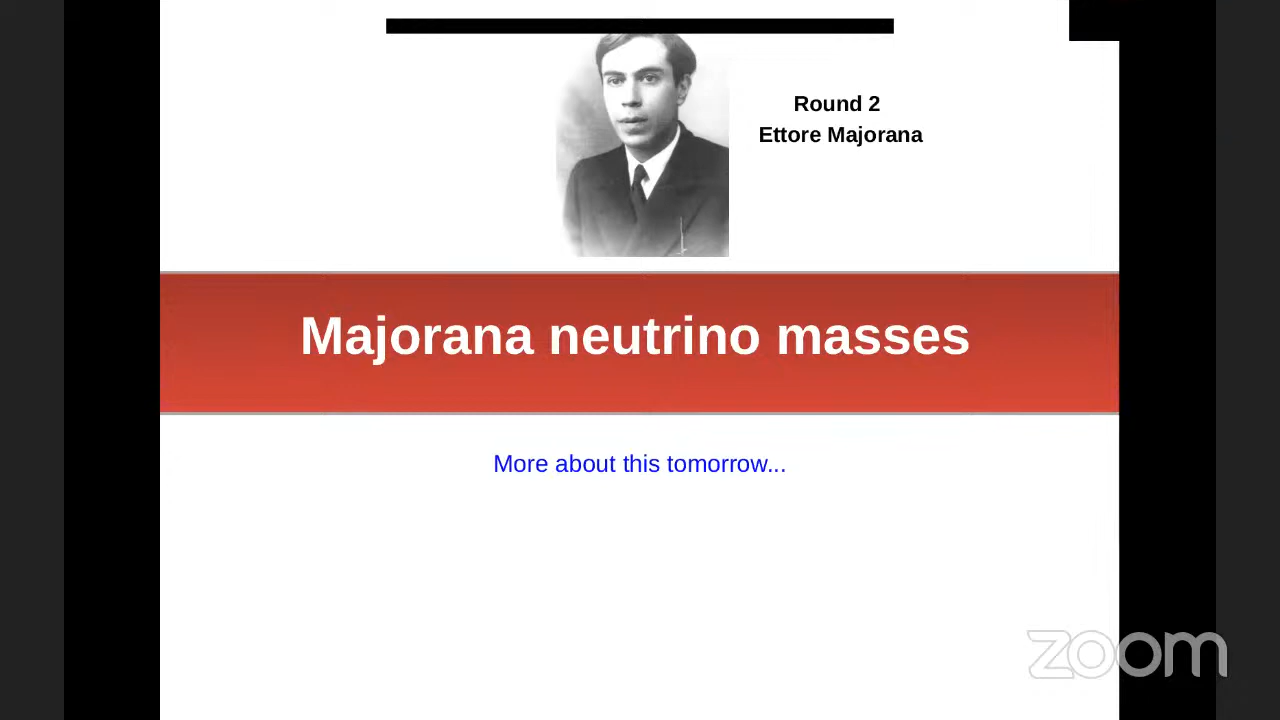 Round 2
Ettore Majorana
Majorana neutrino masses
More about this tomorrow...
zoom